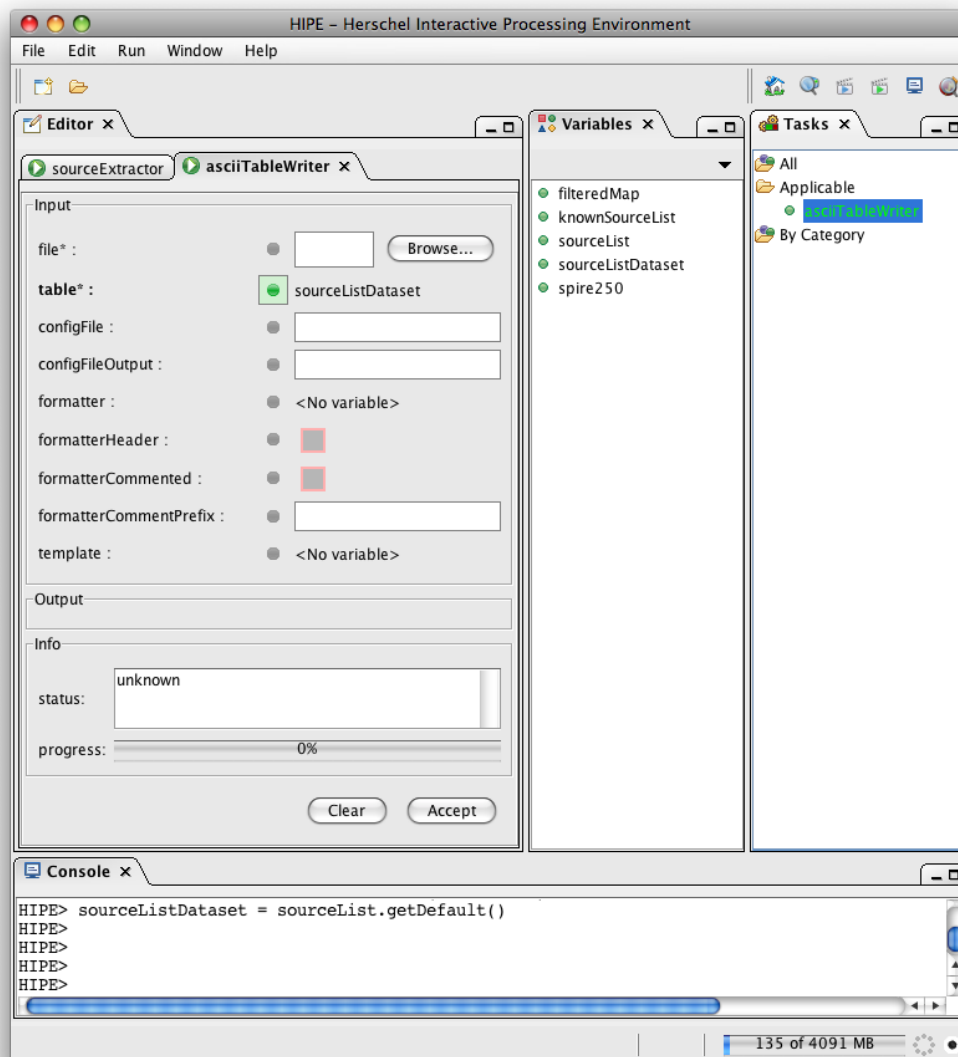 HIPE – Herschel Interactive Processing Environment
File Edit Run Window Help
Editor
sourceExtractor
asciiTableWriter
Input
file* :
Browse...
table* :
sourceListDataset
configFile :
configFileOutput :
formatter :
<No variable>
formatterHeader :
formatterCommented :
formatterCommentPrefix :
template :
<No variable>
Output
Info
status:
unknown
progress:
0%
Clear
Accept
Variables
filteredMap
knownSourceList
sourceList
sourceListDataset
spire250
Tasks
All
Applicable
asciiTableWriter
By Category
Console
HIPE> sourceListDataset = sourceList.getDefault()
HIPE>
HIPE>
HIPE>
HIPE>
135 of 4091 MB